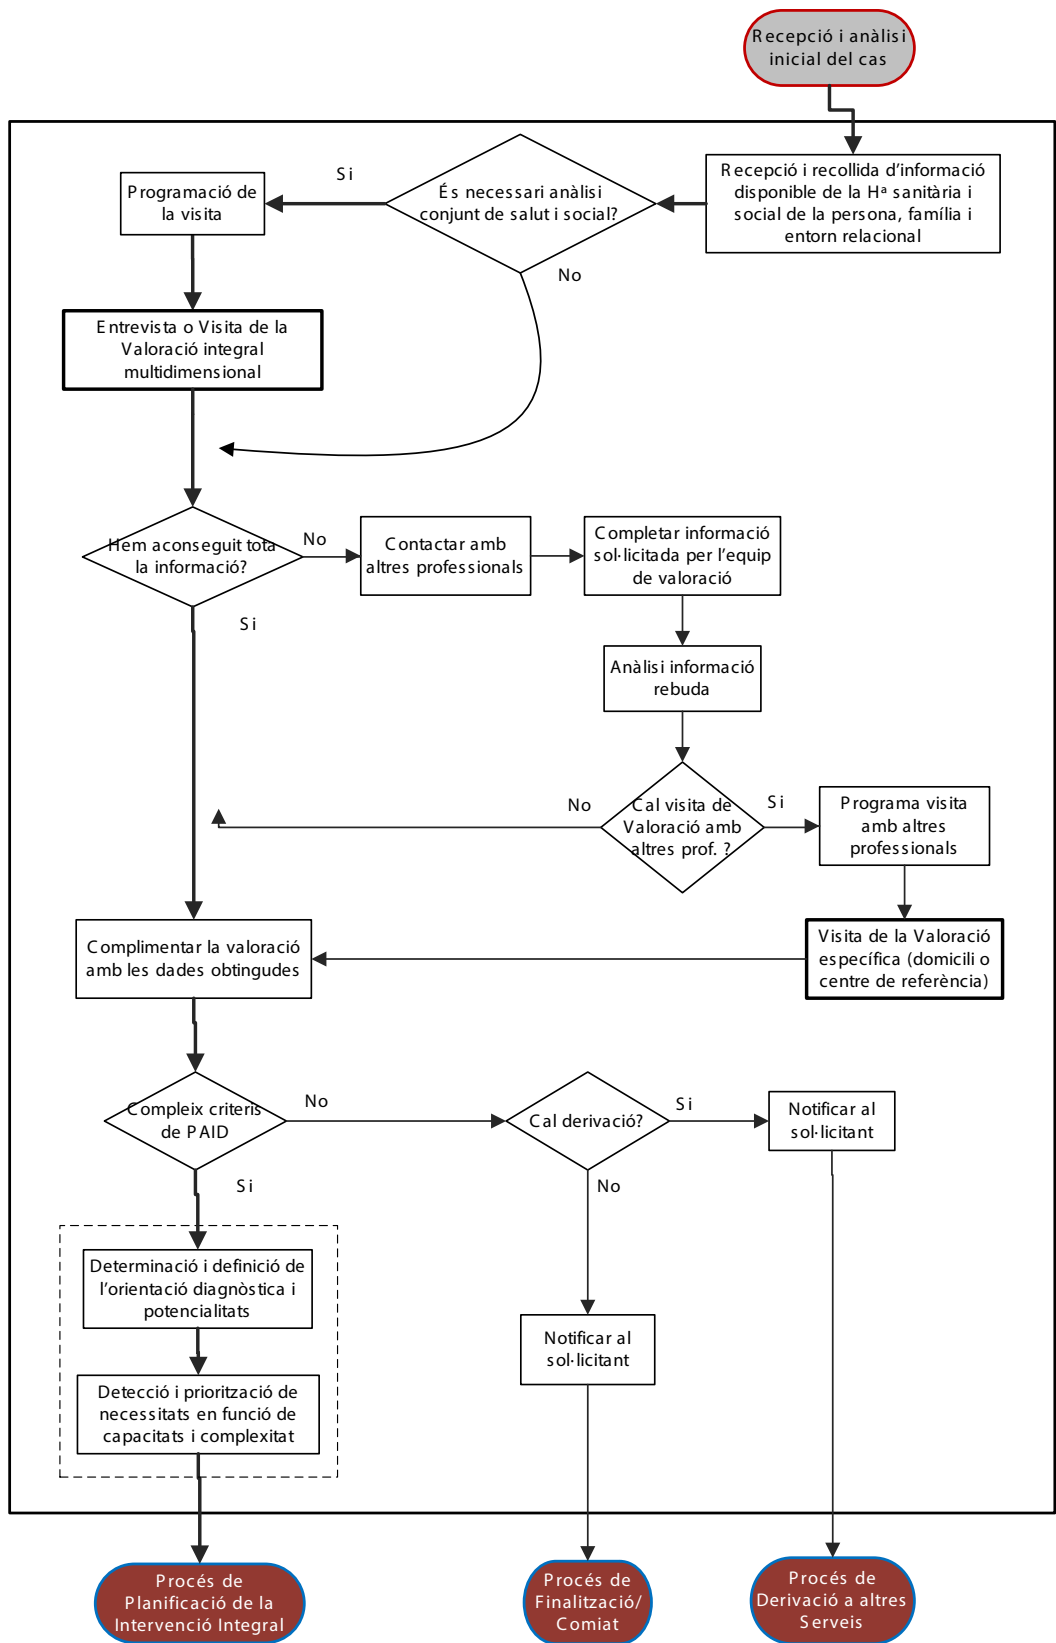 Recepció i anàlisi
inicial del cas
Recepció i recollida d'informació
disponible de la Hª sanitària i
social de la persona, família i
entorn relacional
És necessari anàlisi
conjunt de salut i social?
Si
No
Programació de
la visita
Entrevista o Visita de la
Valoració integral
multidimensional
Hem aconseguit tota
la informació?
No
Si
Contactar amb
altres professionals
Completar informació
sol·licitada per l'equip
de valoració
Anàlisi informació
rebuda
Cal visita de
Valoració amb
altres prof. ?
No
Si
Programa visita
amb altres
professionals
Visita de la Valoració
específica (domicili o
centre de referència)
Complimentar la valoració
amb les dades obtingudes
Compleix criteris
de PAID
No
Si
Cal derivació?
Si
No
Notificar al
sol·licitant
Notificar al
sol·licitant
Determinació i definició de
l'orientació diagnòstica i
potencialitats
Detecció i priorització de
necessitats en funció de
capacitats i complexitat
Procés de
Planificació de la
Intervenció Integral
Procés de
Finalització/
Comiat
Procés de
Derivació a altres
Serveis